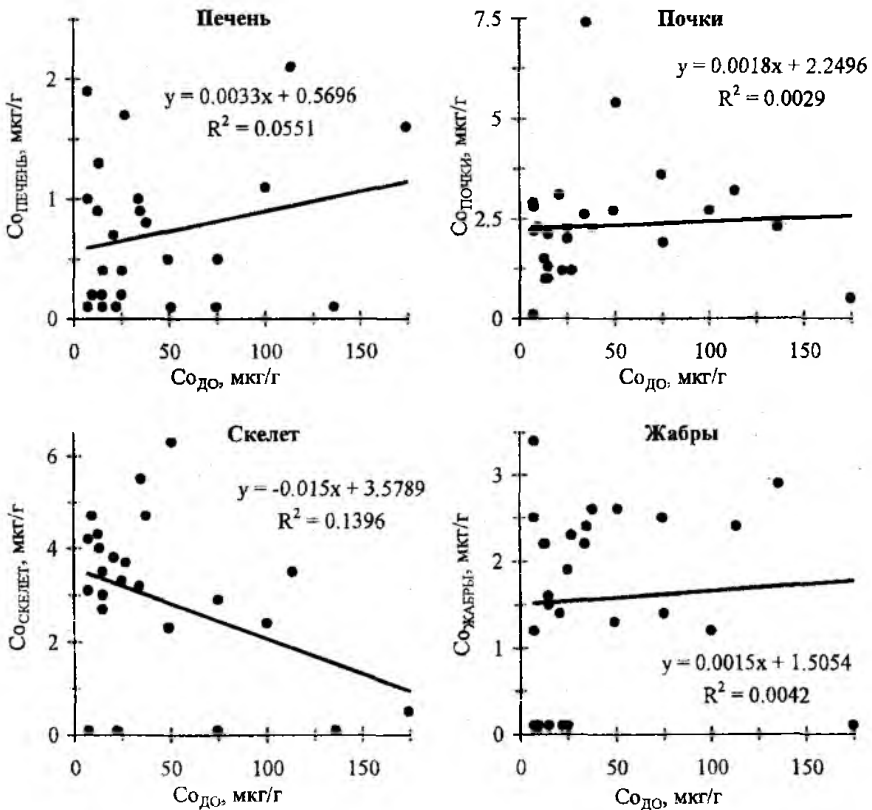 Печень
2
1
0
Co_ПЕЧЕНЬ, мкг/г
y = 0.0033x + 0.5696
R² = 0.0551
0 50 100 150
Co_ДО, мкг/г
Почки
7.5
5
2.5
0
Co_ПОЧКИ, мкг/г
y = 0.0018x + 2.2496
R² = 0.0029
0 50 100 150
Co_ДО, мкг/г
Скелет
6
4
2
0
Co_СКЕЛЕТ, мкг/г
y = -0.015x + 3.5789
R² = 0.1396
0 50 100 150
Co_ДО, мкг/г
Жабры
3
2
1
0
Co_ЖАБРЫ, мкг/г
y = 0.0015x + 1.5054
R² = 0.0042
0 50 100 150
Co_ДО, мкг/г